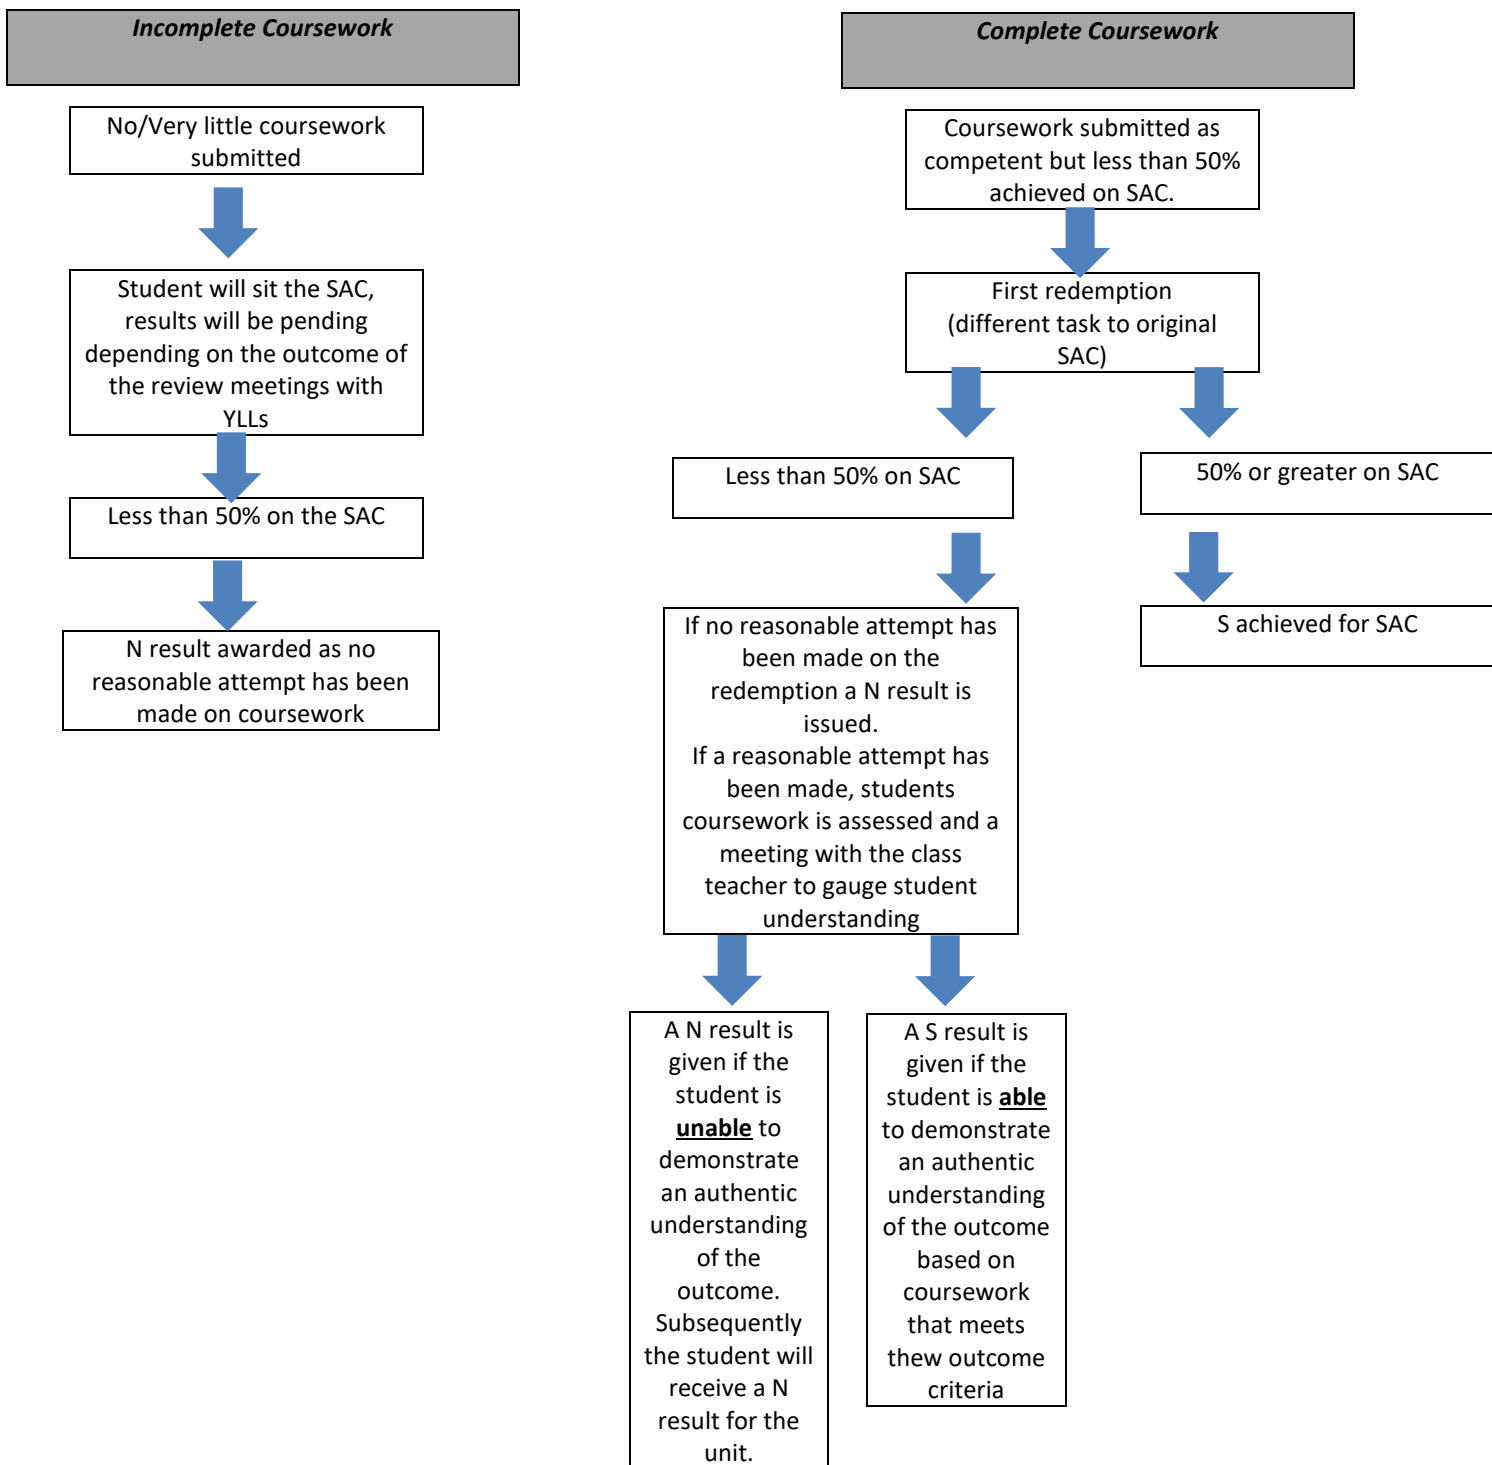 Incomplete Coursework
No/Very little coursework
submitted
Student will sit the SAC,
results will be pending
depending on the outcome of
the review meetings with
YLLs
Less than 50% on the SAC
N result awarded as no
reasonable attempt has been
made on coursework
Complete Coursework
Coursework submitted as
competent but less than 50%
achieved on SAC.
First redemption
(different task to original
SAC)
Less than 50% on SAC
50% or greater on SAC
If no reasonable attempt has
been made on the
redemption a N result is
issued.
If a reasonable attempt has
been made, students
coursework is assessed and a
meeting with the class
teacher to gauge student
understanding
S achieved for SAC
A N result is
given if the
student is
unable to
demonstrate
an authentic
understanding
of the
outcome.
Subsequently
the student will
receive a N
result for the
unit.
A S result is
given if the
student is able
to demonstrate
an authentic
understanding
of the outcome
based on
coursework
that meets
thew outcome
criteria